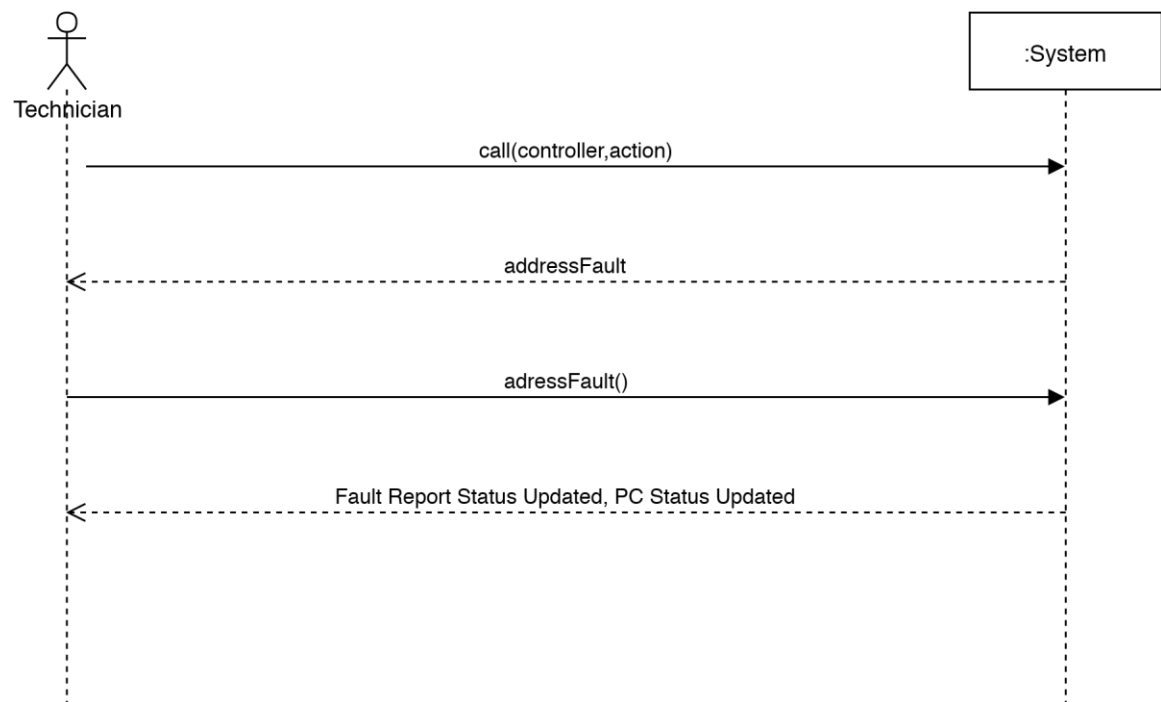 :System
Technician
call(controller,action)
addressFault
adressFault()
Fault Report Status Updated, PC Status Updated